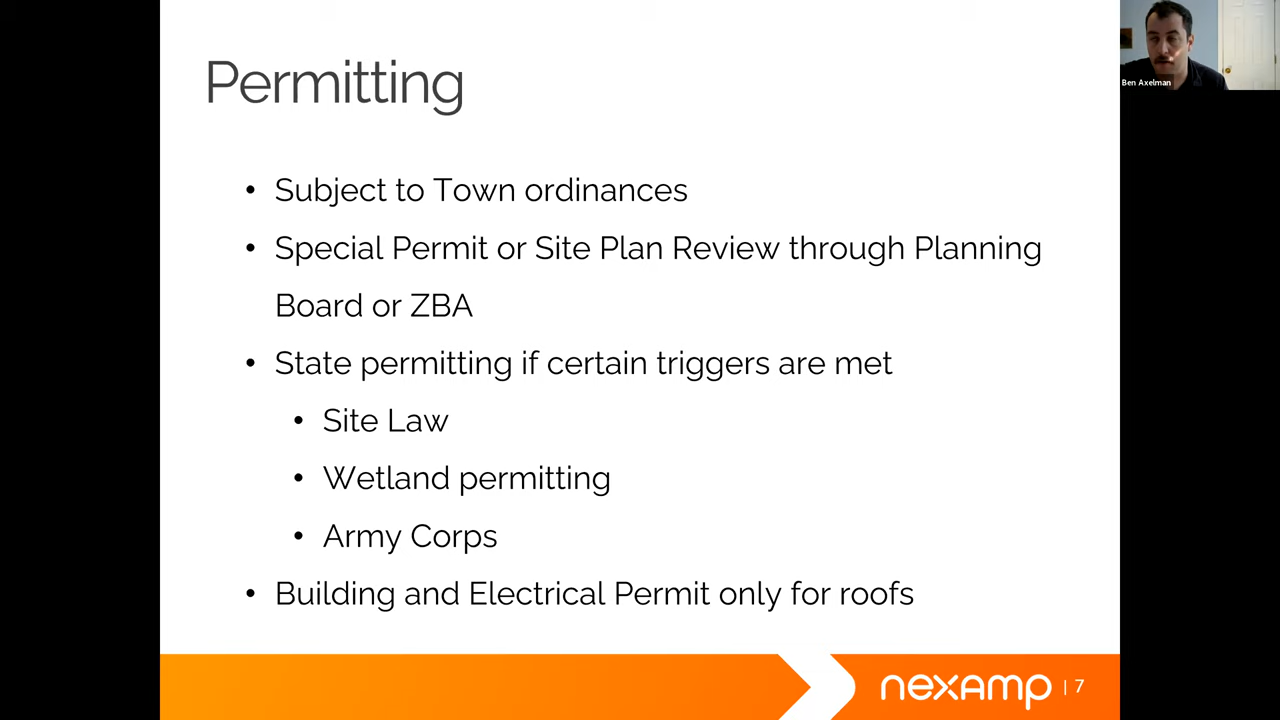 Permitting
• Subject to Town ordinances
• Special Permit or Site Plan Review through Planning
Board or ZBA
• State permitting if certain triggers are met
• Site Law
• Wetland permitting
• Army Corps
• Building and Electrical Permit only for roofs
nexamp | 7
Ben Axelman